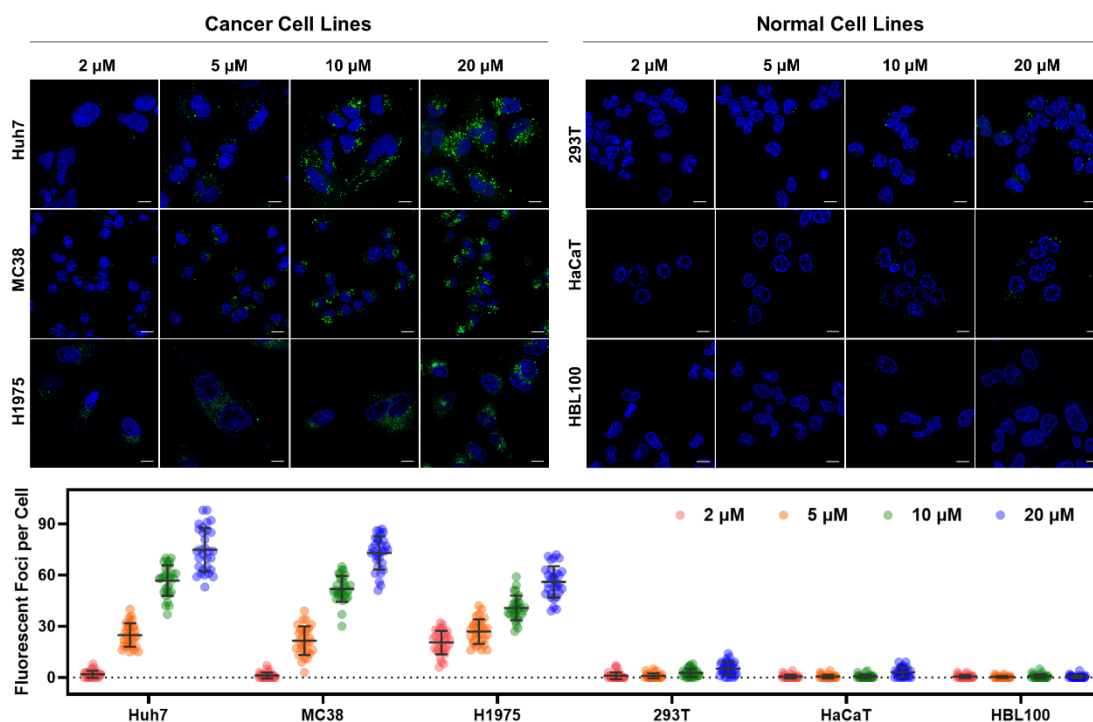 Cancer Cell Lines
Normal Cell Lines
2 µM 5 µM 10 µM 20 µM
2 µM 5 µM 10 µM 20 µM
Huh7
293T
MC38
HaCaT
H1975
HBL100
Fluorescent Foci per Cell
2 µM 5 µM 10 µM 20 µM
90
60
30
0
Huh7 MC38 H1975 293T HaCaT HBL100